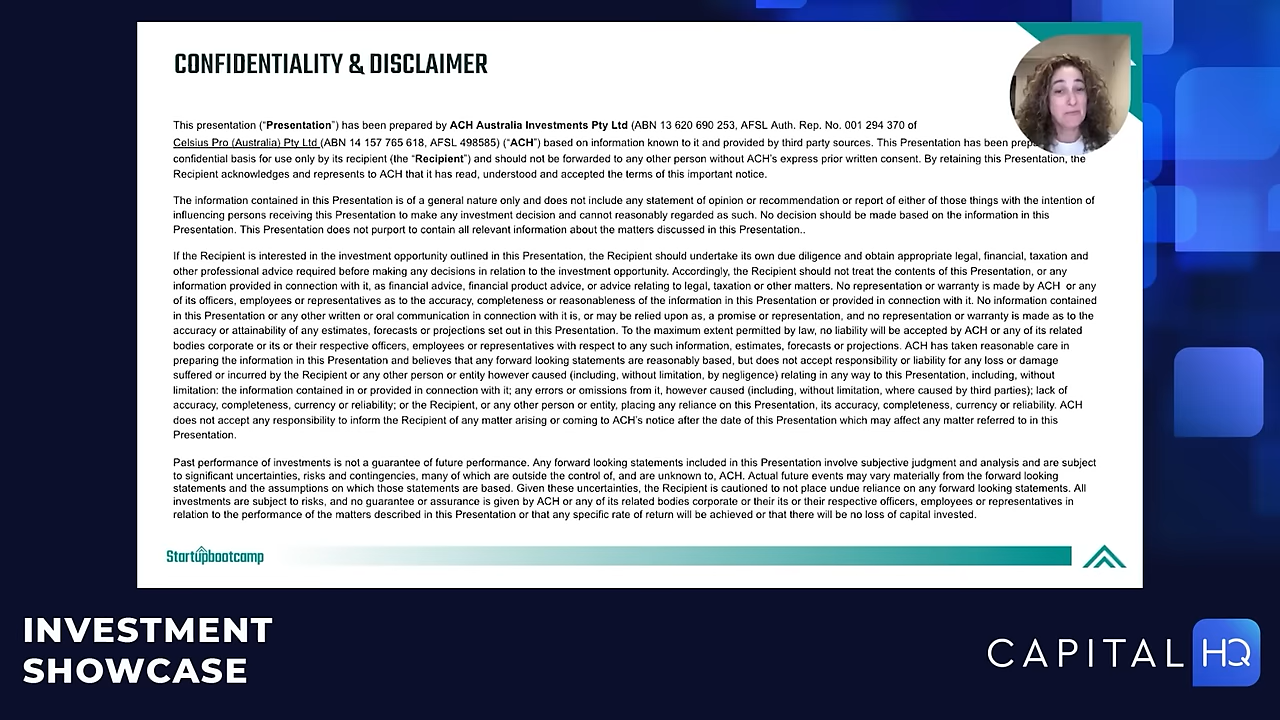 CONFIDENTIALITY & DISCLAIMER
This presentation (“Presentation”) has been prepared by ACH Australia Investments Pty Ltd (ABN 13 620 690 253, AFSL Auth. Rep. No. 001 294 370 of
Celsius Pro (Australia) Pty Ltd (ABN 14 157 765 618, AFSL 498585) (“ACH”) based on information known to it and provided by third party sources. This Presentation has been
confidential basis for use only by its recipient (the “Recipient”) and should not be forwarded to any other person without ACH’s express prior written consent. By retaining this Presentation, the
Recipient acknowledges and represents to ACH that it has read, understood and accepted the terms of this important notice.
The information contained in this Presentation is of a general nature only and does not include any statement of opinion or recommendation or report of either of those things with the intention of
influencing persons receiving this Presentation to make any investment decision and cannot reasonably regarded as such. No decision should be made based on the information in this
Presentation. This Presentation does not purport to contain all relevant information about the matters discussed in this Presentation..
If the Recipient is interested in the investment opportunity outlined in this Presentation, the Recipient should undertake its own due diligence and obtain appropriate legal, financial, taxation and
other professional advice required before making any decisions in relation to the investment opportunity. Accordingly, the Recipient should not treat the contents of this Presentation, or any
information provided in connection with it, as financial advice, financial product advice, or advice relating to legal, taxation or other matters. No representation or warranty is made by ACH or any
of its officers, employees or representatives as to the accuracy, completeness or reasonableness of the information in this Presentation or provided in connection with it. No information contained
in this Presentation or any other written or oral communication in connection with it is, or may be relied upon as, a promise or representation, and no representation or warranty is made as to the
accuracy or attainability of any estimates, forecasts or projections set out in this Presentation. To the maximum extent permitted by law, no liability will be accepted by ACH or any of its related
bodies corporate or its or their respective officers, employees or representatives with respect to any such information, estimates, forecasts or projections. ACH has taken reasonable care in
preparing the information in this Presentation and believes that any forward looking statements are reasonably based, but does not accept responsibility or liability for any loss or damage
suffered or incurred by the Recipient or any other person or entity however caused (including, without limitation, by negligence) relating in any way to this Presentation, including, without
limitation: the information contained in or provided in connection with it; any errors or omissions from it, however caused (including, without limitation, where caused by third parties); lack of
accuracy, completeness, currency or reliability; or the Recipient, or any other person or entity, placing any reliance on this Presentation, its accuracy, completeness, currency or reliability. ACH
does not accept any responsibility to inform the Recipient of any matter arising or coming to ACH’s notice after the date of this Presentation which may affect any matter referred to in this
Presentation.
Past performance of investments is not a guarantee of future performance. Any forward looking statements included in this Presentation involve subjective judgment and analysis and are subject
to significant uncertainties, risks and contingencies, many of which are outside the control of, and are unknown to, ACH. Actual future events may vary materially from the forward looking
statements and the assumptions on which those statements are based. Given these uncertainties, the Recipient is cautioned to not place undue reliance on any forward looking statements. All
investments are subject to risks, and no guarantee or assurance is given by ACH or any of its related bodies corporate or their its or their respective officers, employees or representatives in
relation to the performance of the matters described in this Presentation or that any specific rate of return will be achieved or that there will be no loss of capital invested.
Startupbootcamp
INVESTMENT
SHOWCASE
CAPITAL HQ